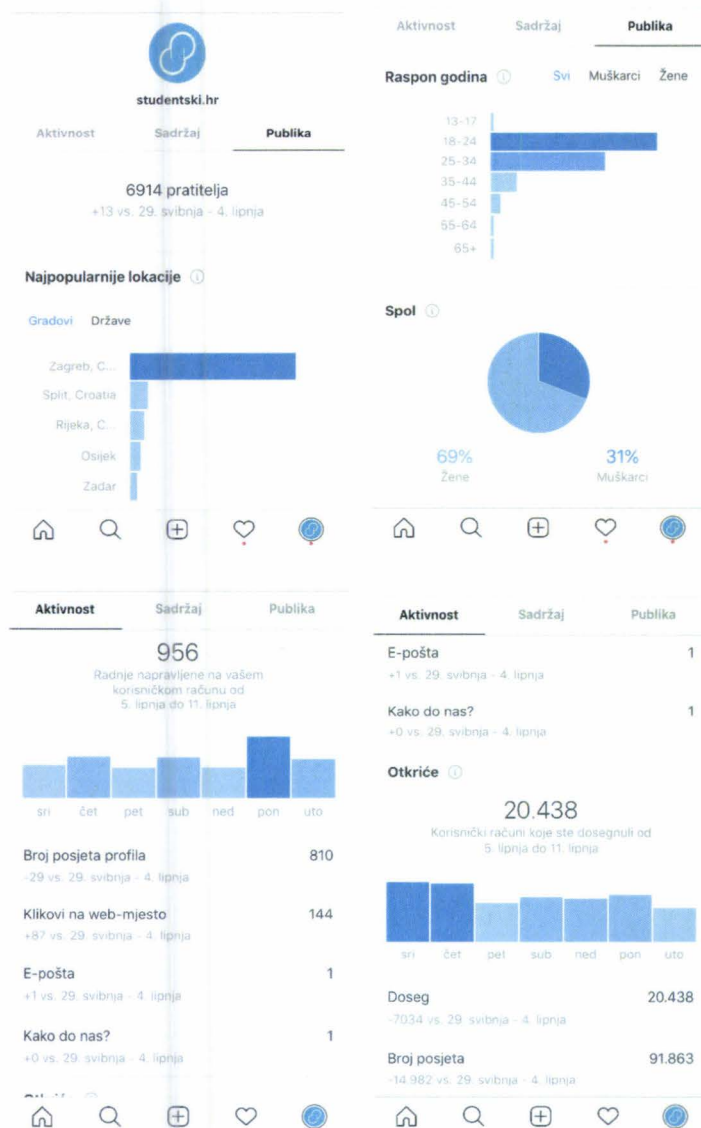 studentski.hr
Aktivnost Sadržaj Publika
6914 pratitelja
+13 vs. 29. svibnja - 4. lipnja
Najpopularnije lokacije
Gradovi Države
Zagreb, C...
Split, Croatia
Rijeka, C...
Osijek
Zadar
Aktivnost Sadržaj Publika
Raspon godina Svi Muškarci Žene
13-17
18-24
25-34
35-44
45-54
55-64
65+
Spol
69% 31%
Žene Muškarci
Aktivnost Sadržaj Publika
956
Radnje napravljene na vašem
korisničkom računu od
5. lipnja do 11. lipnja
sri čet pet sub ned pon uto
Broj posjeta profila 810
-29 vs. 29. svibnja - 4. lipnja
Klikovi na web-mjesto 144
+87 vs. 29. svibnja - 4. lipnja
E-pošta 1
+1 vs. 29. svibnja - 4. lipnja
Kako do nas? 1
+0 vs. 29. svibnja - 4. lipnja
Aktivnost Sadržaj Publika
E-pošta 1
+1 vs. 29. svibnja - 4. lipnja
Kako do nas? 1
+0 vs. 29. svibnja - 4. lipnja
Otkriće
20.438
Korisnički računi koje ste dosegnuli od
5. lipnja do 11. lipnja
sri čet pet sub ned pon uto
Doseg 20.438
-7034 vs. 29. svibnja - 4. lipnja
Broj posjeta 91.863
-14.982 vs. 29. svibnja - 4. lipnja